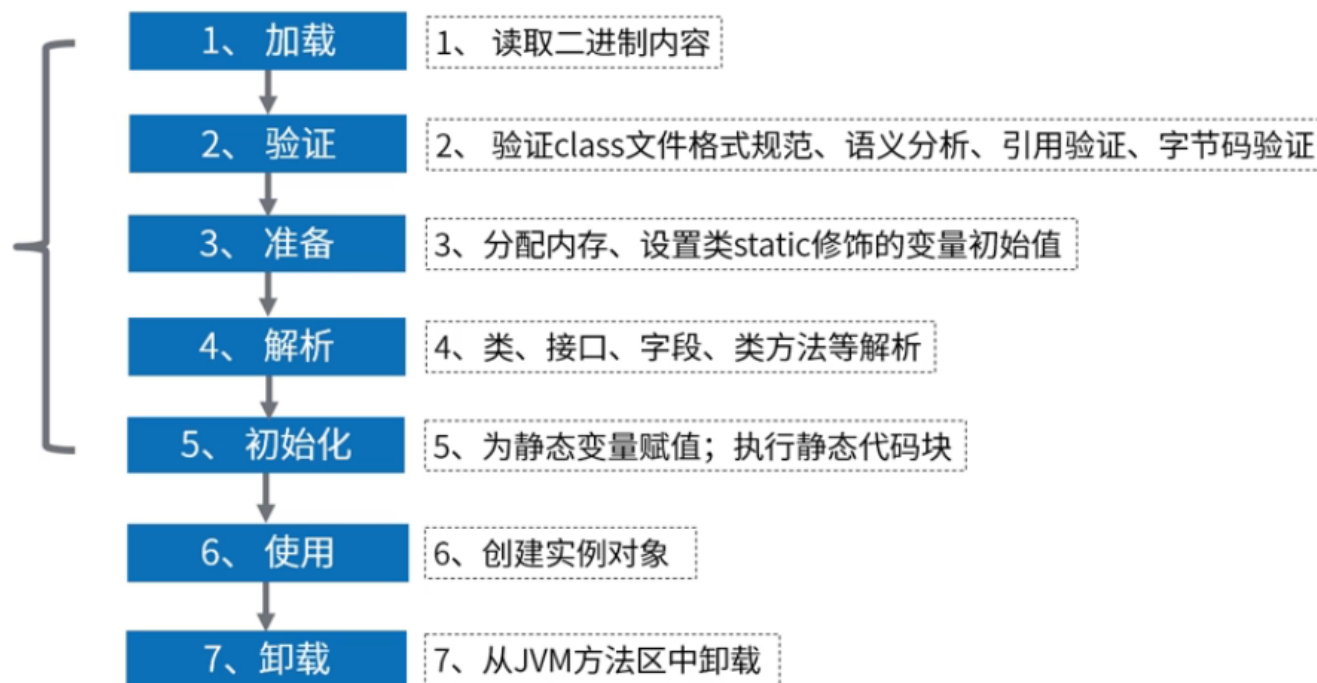 1、 加载
1、 读取二进制内容
2、 验证
2、 验证class文件格式规范、语义分析、引用验证、字节码验证
3、 准备
3、分配内存、设置类static修饰的变量初始值
4、 解析
4、类、接口、字段、类方法等解析
5、 初始化
5、为静态变量赋值；执行静态代码块
6、 使用
6、创建实例对象
7、卸载
7、从JVM方法区中卸载